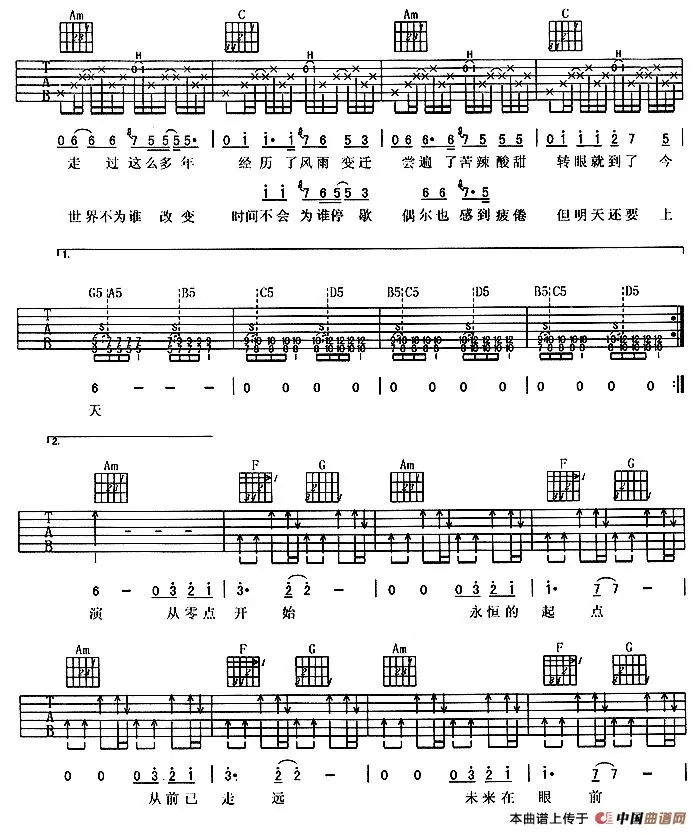 Am C Am C
H H H H
T A B
0 6 6 6 #7 5 5 5 5 5· 0 i i· i #7 6 5 3 0 6 6· 6 #7 6 5 5 3 0 i i i 2 7 5
走 过 这么多 年 经 历 了 风雨 变 迁 尝 遍 了 苦辣 酸 甜 转 眼 就 到 了 今
i i #7 6 5 5 3 6 6 #7· 5
世 界 不 为 谁 改 变 时 间 不 会 为 谁 停 歇 偶 尔 也 感 到 疲 倦 但 明 天 还 要 上
1.
G5 A5 B5 C5 D5 B5 C5 D5 B5 C5 D5
S S S S S S S S
T A B
6 - - - 0 0 0 0 0 0 0 0 0 0 0 0
天
2.
Am F G Am F G
T A B
6 - 0 3 2 i 3· 2 2 - 0 0 0 3 2 i i· 7 7 -
演 从 零 点 开 始 永 恒 的 起 点
Am F G Am F G
T A B
0 0 0 3 2 i 3· 2 2 - 0 0 0 3 2 i i· 7 7 -
从 前 已 走 远 未 来 在 眼 前
本曲谱上传于 中国曲谱网